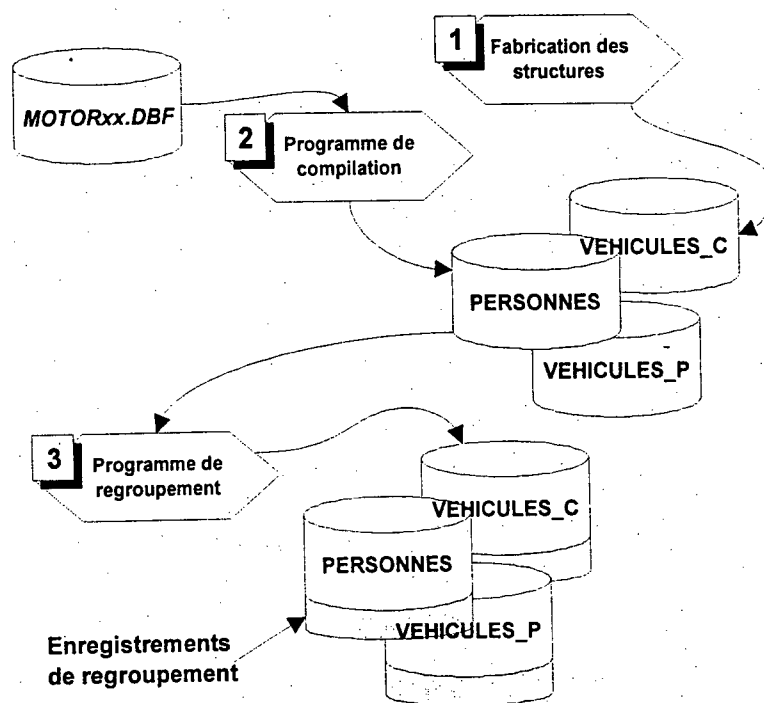 1
Fabrication des
structures
MOTORxx.DBF
2
Programme de
compilation
VEHICULES_C
PERSONNES
VEHICULES_P
3
Programme de
regroupement
VEHICULES_C
PERSONNES
VEHICULES_P
Enregistrements
de regroupement